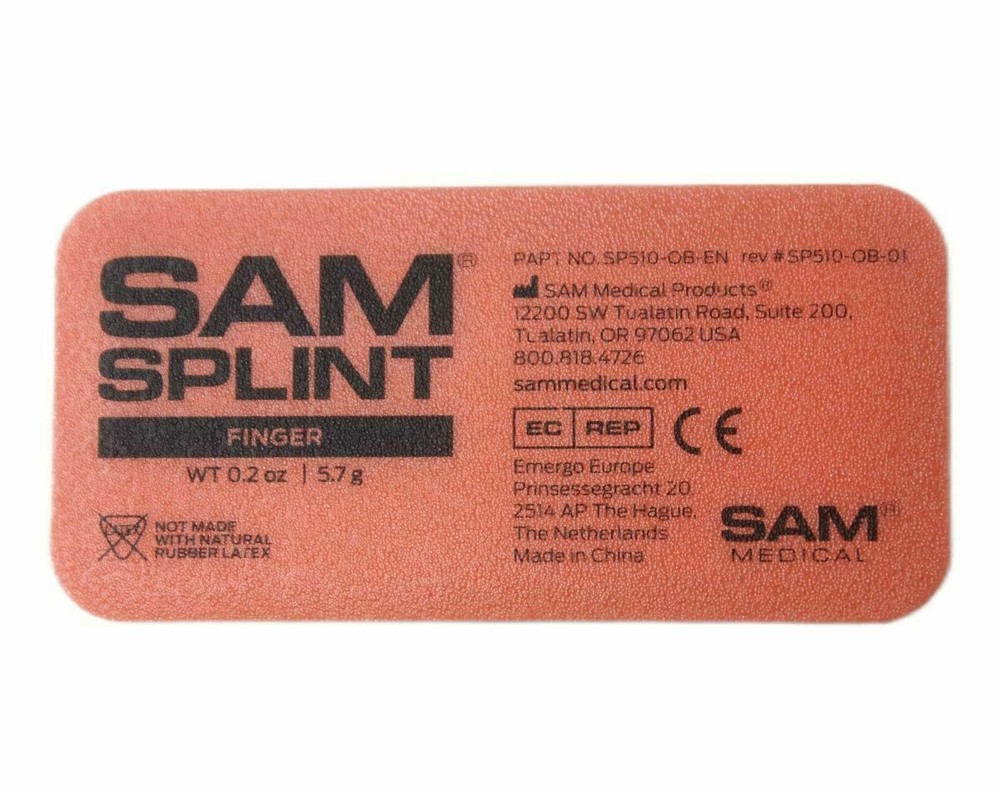 SAM®
SPLINT
FINGER
WT 0.2 oz | 5.7 g
LATEX
NOT MADE
WITH NATURAL
RUBBER LATEX
PART NO. SP510-OB-EN rev # SP510-OB-01
SAM Medical Products®
12200 SW Tualatin Road, Suite 200,
Tualatin, OR 97062 USA
800.818.4726
sammedical.com
EC REP CE
Emergo Europe
Prinsessegracht 20
2514 AP The Hague,
The Netherlands
Made in China
SAM®
MEDICAL